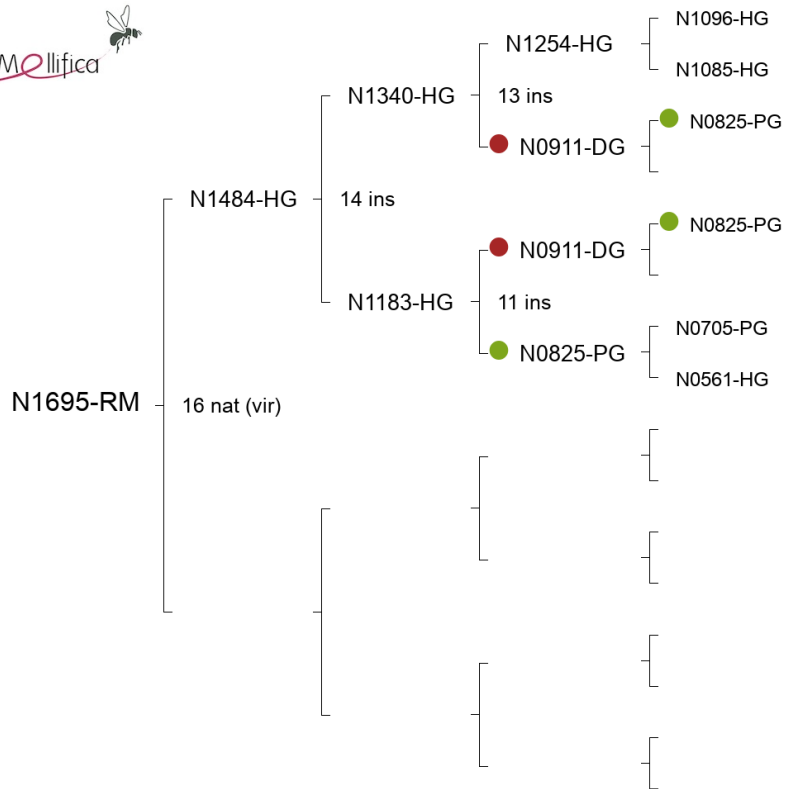 Mellifica
N1096-HG
N1254-HG
N1085-HG
N1340-HG
13 ins
N0825-PG
N0911-DG
N1484-HG
14 ins
N0825-PG
N0911-DG
N1183-HG
11 ins
N0705-PG
N0825-PG
N0561-HG
N1695-RM
16 nat (vir)